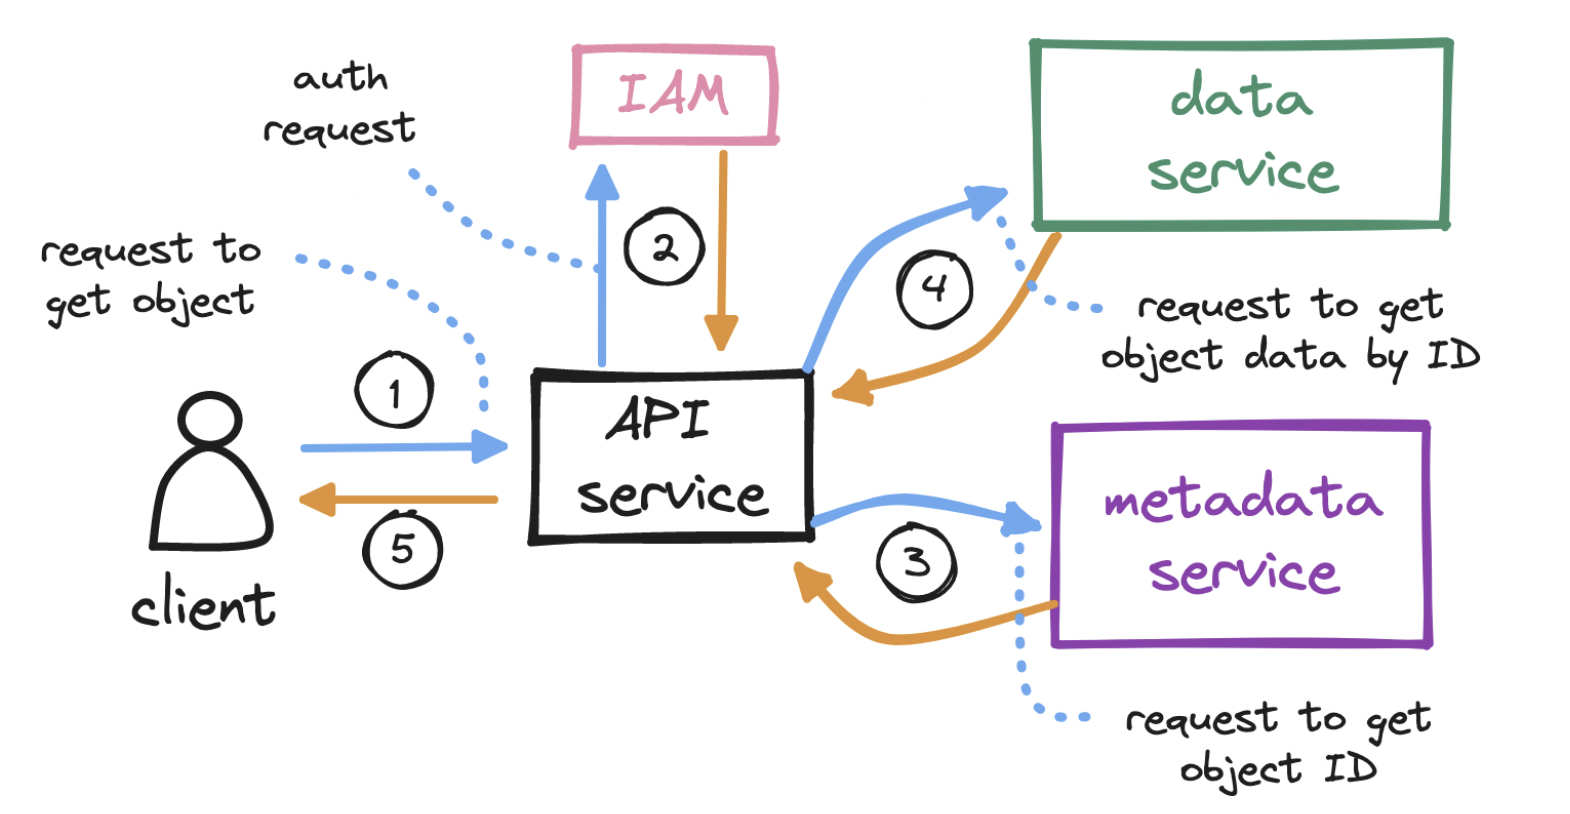 auth
request
IAM
data
service
2
request to
get object
4
request to get
object data by ID
1
API
service
metadata
service
5
3
client
request to get
object ID